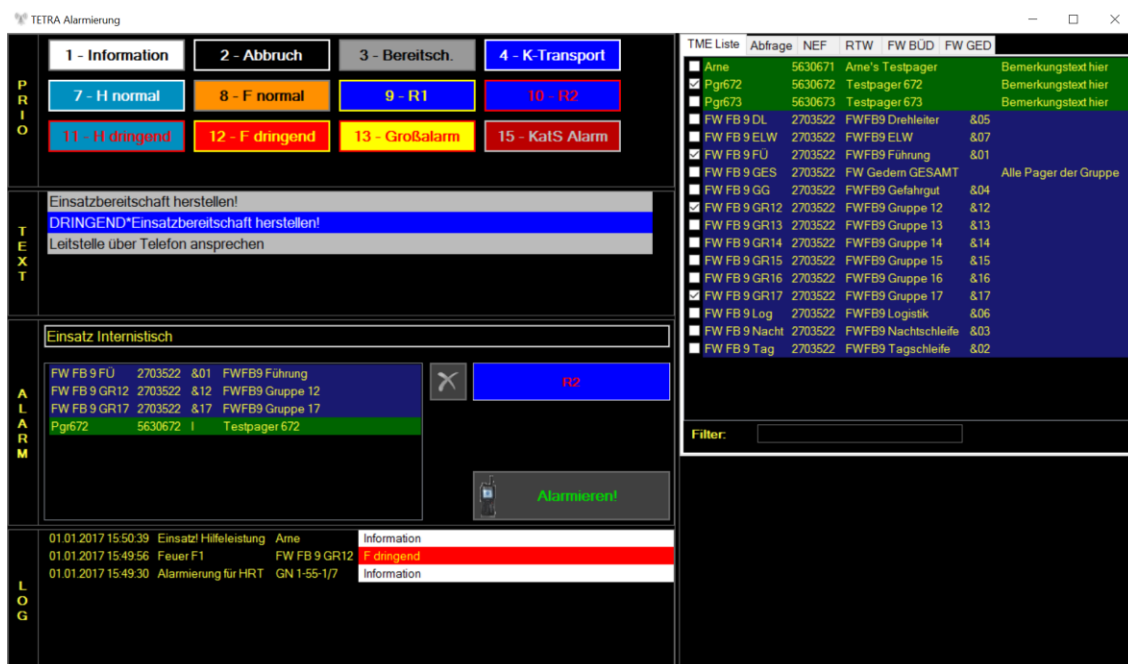 TETRA Alarmierung
PRIO
1 - Information 2 - Abbruch 3 - Bereitsch. 4 - K-Transport
7 - H normal 8 - F normal 9 - R1 10 - R2
11 - H dringend 12 - F dringend 13 - Großalarm 15 - KatS Alarm
TEXT
Einsatzbereitschaft herstellen!
DRINGEND*Einsatzbereitschaft herstellen!
Leitstelle über Telefon ansprechen
ALARM
Einsatz Internistisch
FW FB 9 FÜ 2703522 &01 FWFB9 Führung
FW FB 9 GR12 2703522 &12 FWFB9 Gruppe 12
FW FB 9 GR17 2703522 &17 FWFB9 Gruppe 17
Pgr672 5630672 I Testpager 672
R2
Alarmieren!
LOG
01.01.2017 15:50:39 Einsatz! Hilfeleistung Arne Information
01.01.2017 15:49:56 Feuer F1 FW FB 9 GR12 F dringend
01.01.2017 15:49:30 Alarmierung für HRT GN 1-55-1/7 Information
TME Liste Abfrage NEF RTW FW BÜD FW GED
Arne 5630671 Arne's Testpager Bemerkungstext hier
Pgr672 5630672 Testpager 672 Bemerkungstext hier
Pgr673 5630673 Testpager 673 Bemerkungstext hier
FW FB 9 DL 2703522 FWFB9 Drehleiter &05
FW FB 9 ELW 2703522 FWFB9 ELW &07
FW FB 9 FÜ 2703522 FWFB9 Führung &01
FW FB 9 GES 2703522 FW Gedern GESAMT Alle Pager der Gruppe
FW FB 9 GG 2703522 FWFB9 Gefahrgut &04
FW FB 9 GR12 2703522 FWFB9 Gruppe 12 &12
FW FB 9 GR13 2703522 FWFB9 Gruppe 13 &13
FW FB 9 GR14 2703522 FWFB9 Gruppe 14 &14
FW FB 9 GR15 2703522 FWFB9 Gruppe 15 &15
FW FB 9 GR16 2703522 FWFB9 Gruppe 16 &16
FW FB 9 GR17 2703522 FWFB9 Gruppe 17 &17
FW FB 9 Log 2703522 FWFB9 Logistik &06
FW FB 9 Nacht 2703522 FWFB9 Nachtschleife &03
FW FB 9 Tag 2703522 FWFB9 Tagschleife &02
Filter: